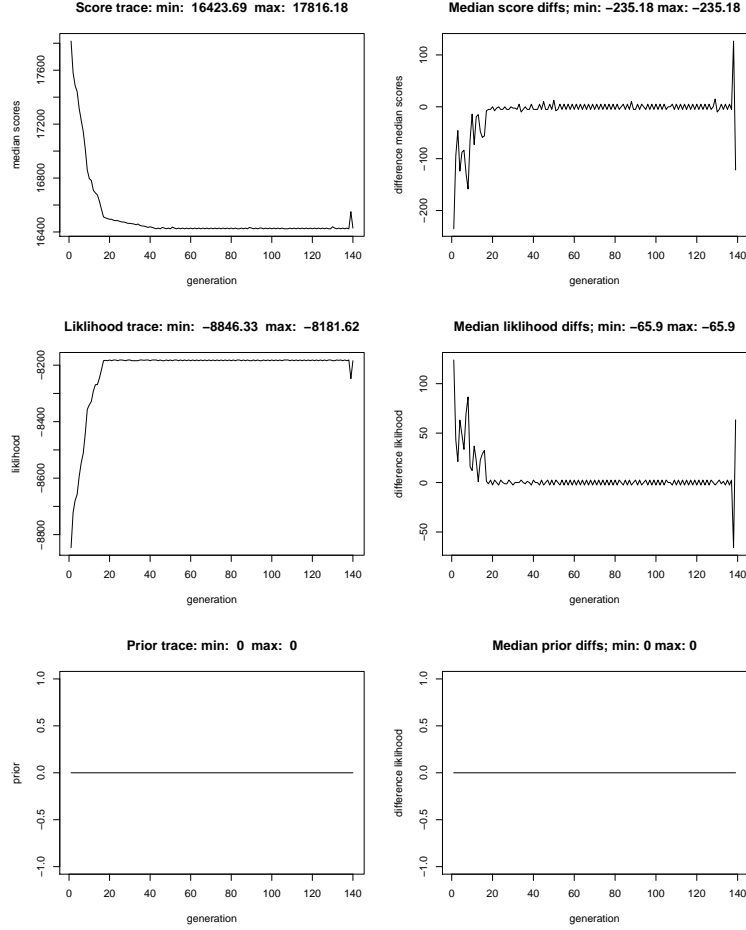 Score trace: min:  16423.69  max:  17816.18
median scores
17600
17200
16800
16400
0 20 40 60 80 100 120 140
generation
Median score diffs; min: −235.18 max: −235.18
difference median scores
100
0
−100
−200
0 20 40 60 80 100 120 140
generation
Liklihood trace: min:  −8846.33  max:  −8181.62
liklihood
−8200
−8400
−8600
−8800
0 20 40 60 80 100 120 140
generation
Median liklihood diffs; min: −65.9 max: −65.9
difference liklihood
100
50
0
−50
0 20 40 60 80 100 120 140
generation
Prior trace: min:  0  max:  0
prior
1.0
0.5
0.0
−0.5
−1.0
0 20 40 60 80 100 120 140
generation
Median prior diffs; min: 0 max: 0
difference liklihood
1.0
0.5
0.0
−0.5
−1.0
0 20 40 60 80 100 120 140
generation